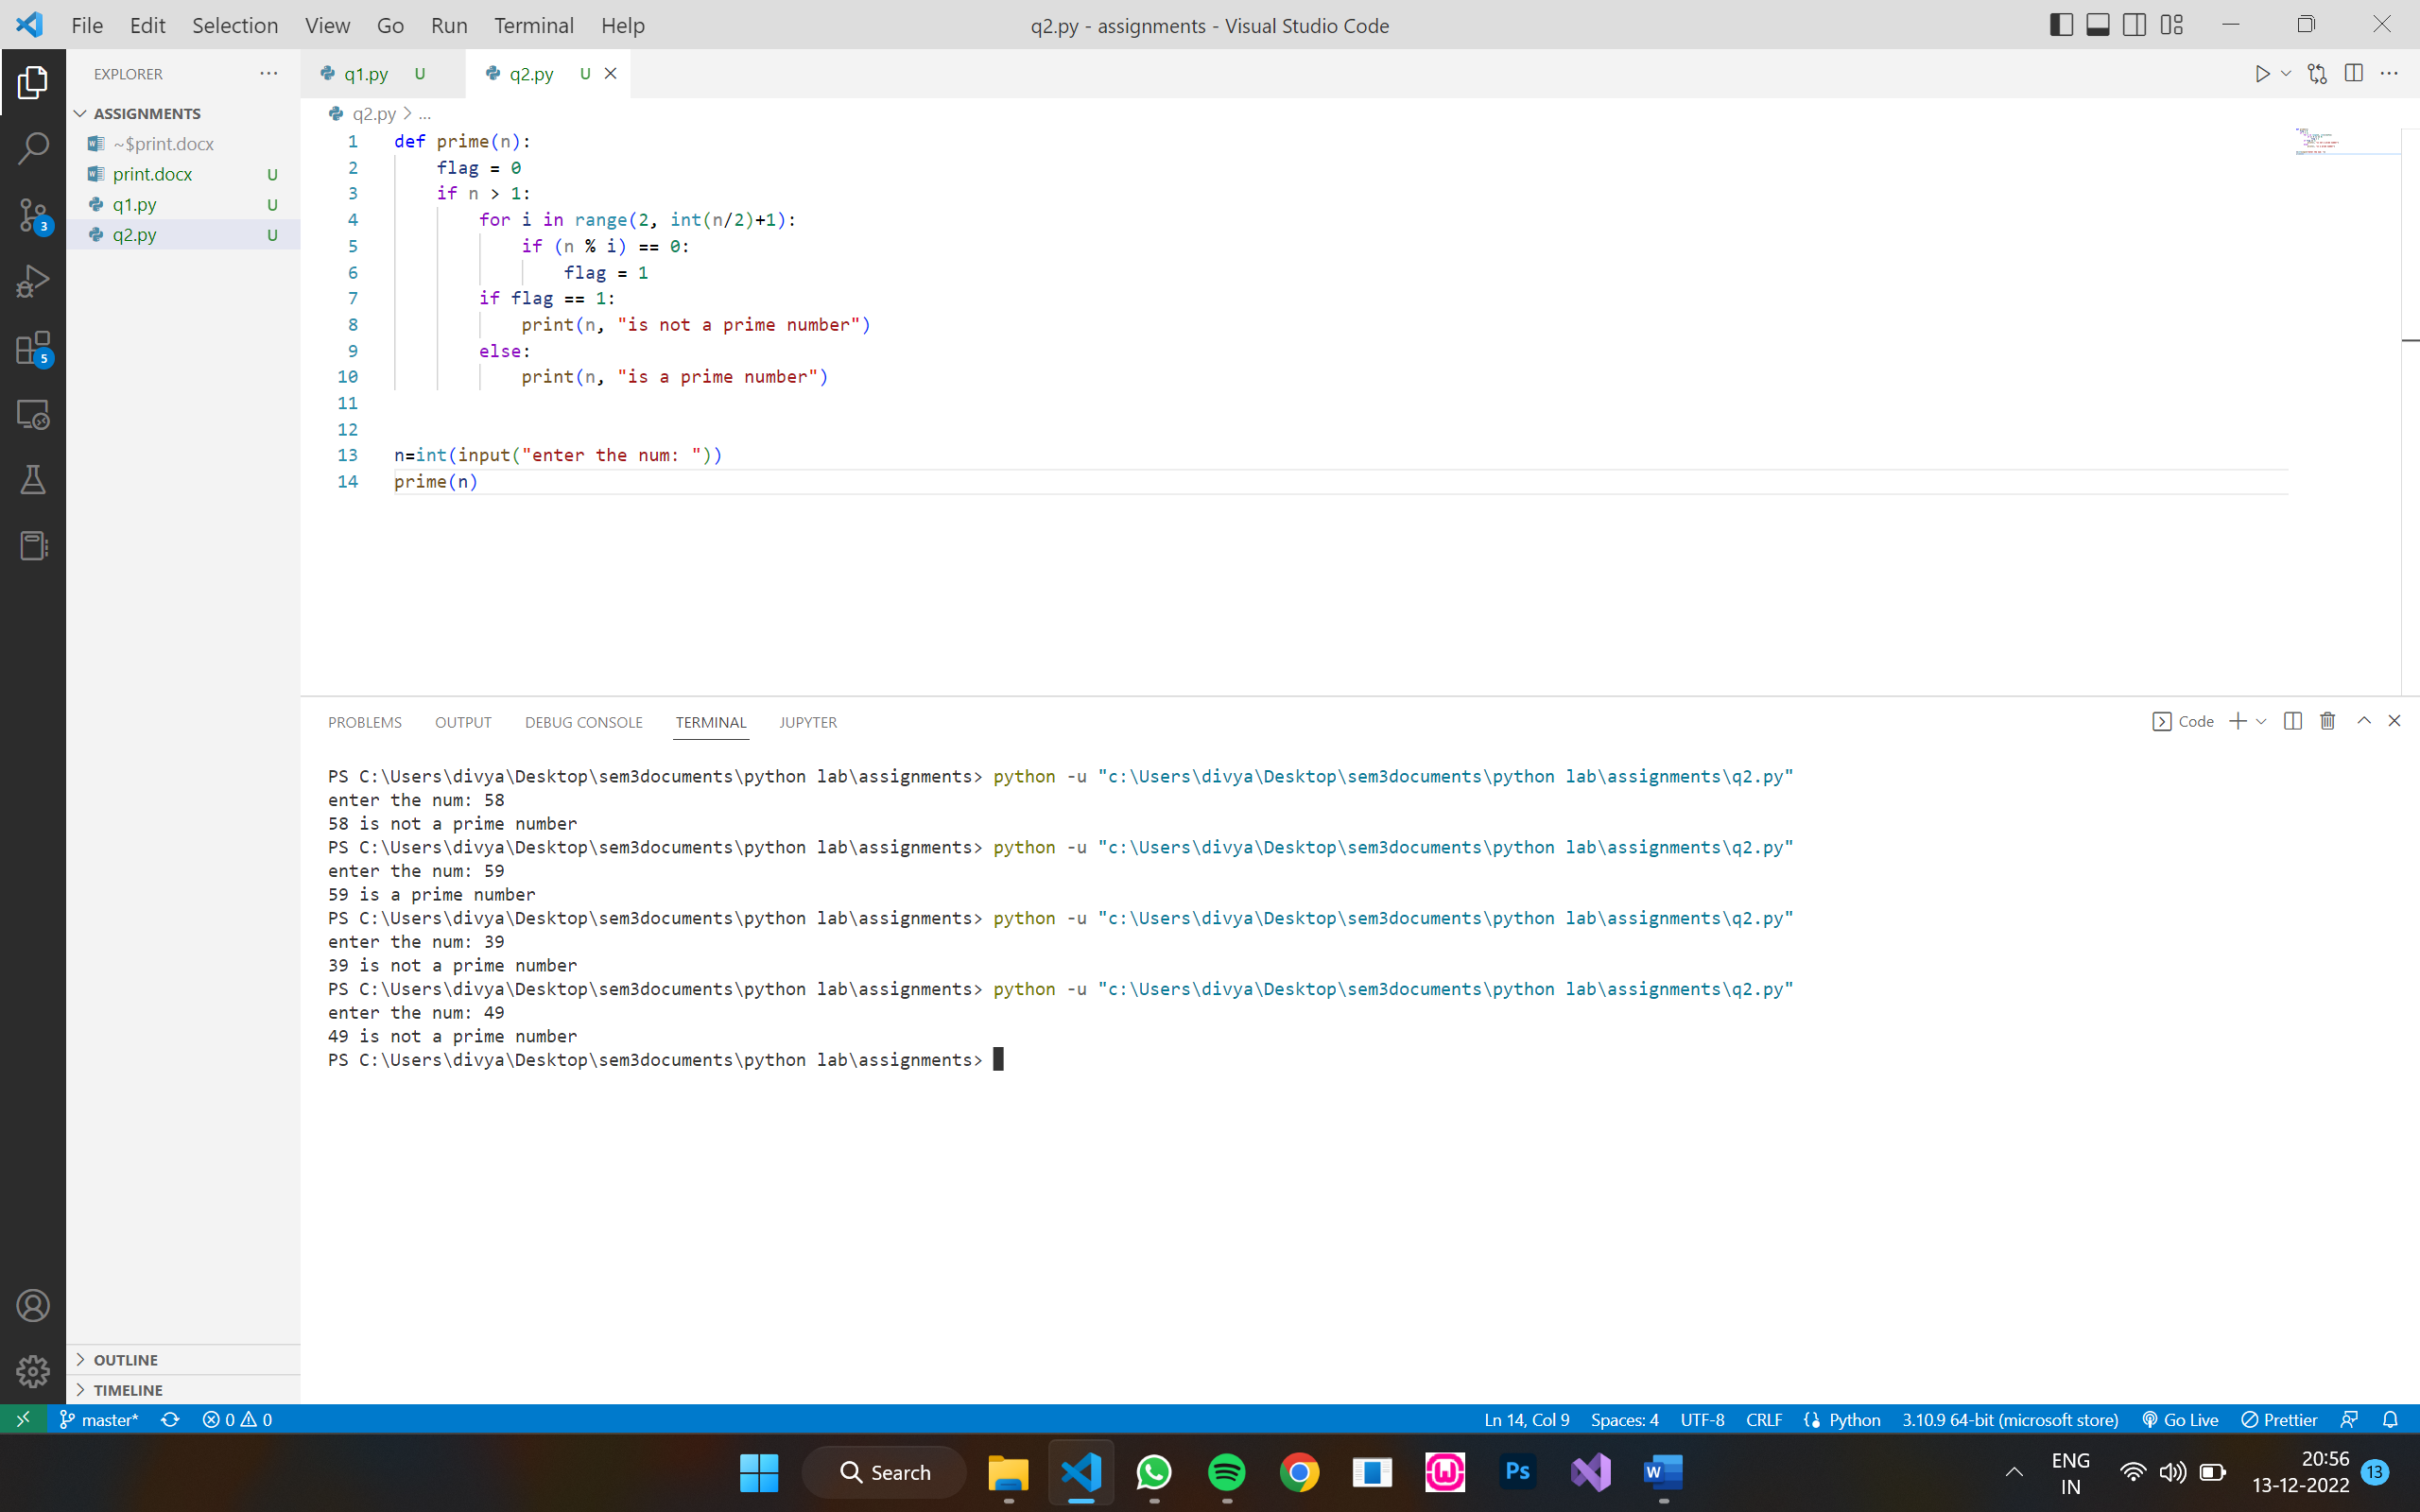 File Edit Selection View Go Run Terminal Help q2.py - assignments - Visual Studio Code
EXPLORER
q1.py U q2.py U
ASSIGNMENTS
~$print.docx
print.docx U
q1.py U
q2.py U
q2.py > ...
1 def prime(n):
2     flag = 0
3     if n > 1:
4         for i in range(2, int(n/2)+1):
5             if (n % i) == 0:
6                 flag = 1
7         if flag == 1:
8             print(n, "is not a prime number")
9         else:
10             print(n, "is a prime number")
11
12
13 n=int(input("enter the num: "))
14 prime(n)
PROBLEMS OUTPUT DEBUG CONSOLE TERMINAL JUPYTER Code
PS C:\Users\divya\Desktop\sem3documents\python lab\assignments> python -u "c:\Users\divya\Desktop\sem3documents\python lab\assignments\q2.py"
enter the num: 58
58 is not a prime number
PS C:\Users\divya\Desktop\sem3documents\python lab\assignments> python -u "c:\Users\divya\Desktop\sem3documents\python lab\assignments\q2.py"
enter the num: 59
59 is a prime number
PS C:\Users\divya\Desktop\sem3documents\python lab\assignments> python -u "c:\Users\divya\Desktop\sem3documents\python lab\assignments\q2.py"
enter the num: 39
39 is not a prime number
PS C:\Users\divya\Desktop\sem3documents\python lab\assignments> python -u "c:\Users\divya\Desktop\sem3documents\python lab\assignments\q2.py"
enter the num: 49
49 is not a prime number
PS C:\Users\divya\Desktop\sem3documents\python lab\assignments>
3
5
OUTLINE
TIMELINE
master* 0 0 Ln 14, Col 9 Spaces: 4 UTF-8 CRLF Python 3.10.9 64-bit (microsoft store) Go Live Prettier
Search Ps W ENG
IN
20:56
13-12-2022 13